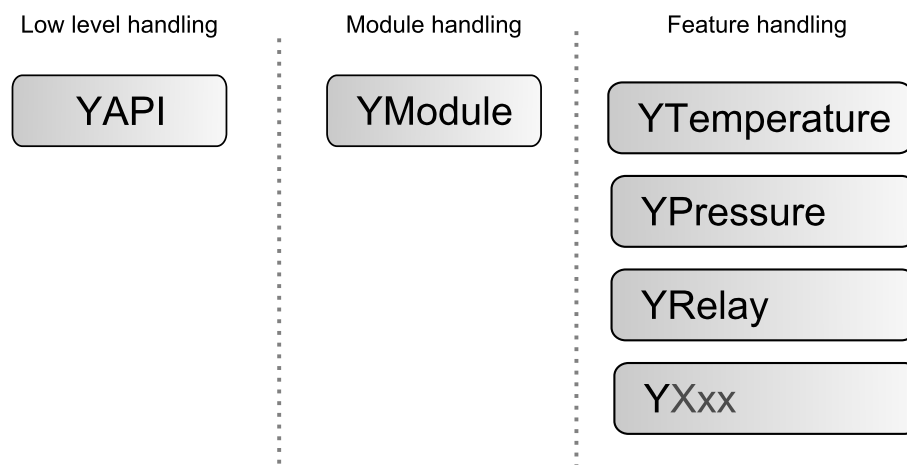 Low level handling
Module handling
Feature handling
YAPI
YModule
YTemperature
YPressure
YRelay
YXxx